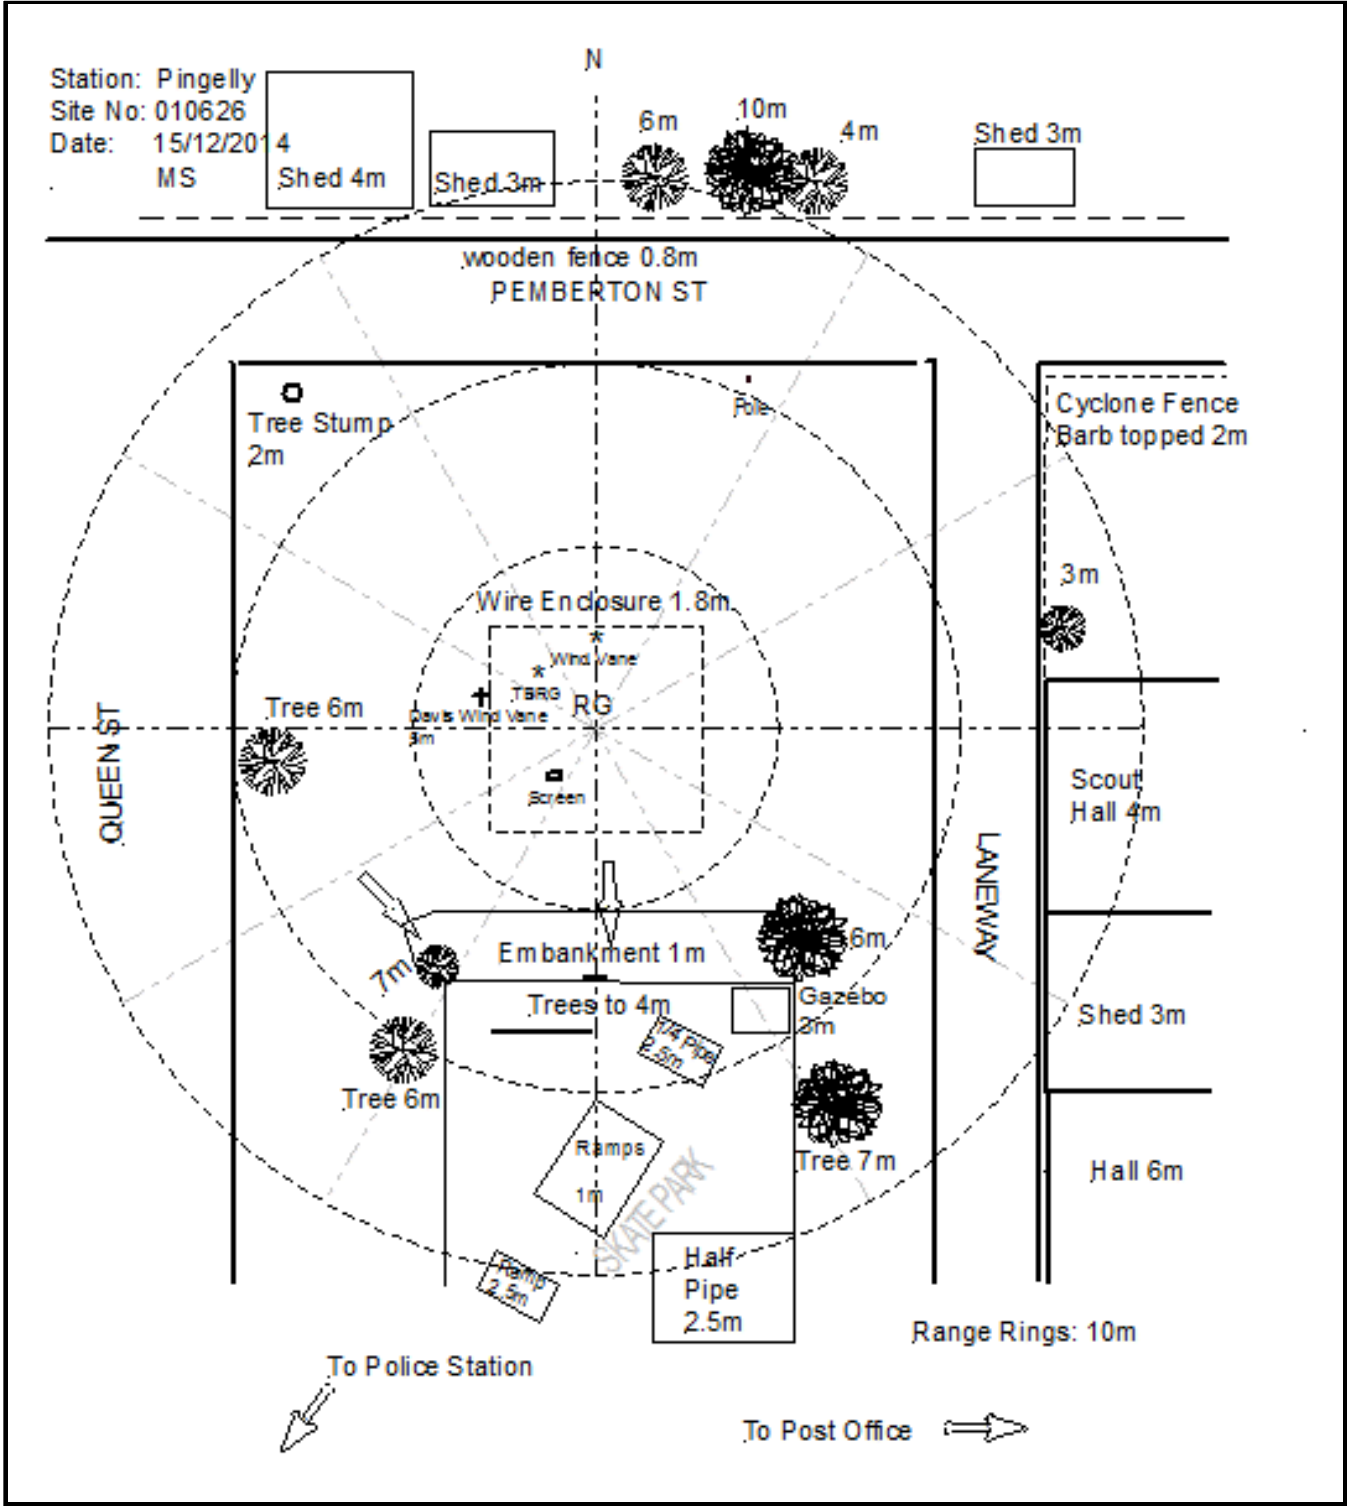 N
Station: Pingelly
Site No: 010626
Date: 15/12/2014
MS
Shed 4m
Shed 3m
6m
10m
4m
Shed 3m
wooden fence 0.8m
PEMBERTON ST
Tree Stump
2m
Pole
Cyclone Fence
Barb topped 2m
3m
Wire Enclosure 1.8m
Wind Vane
TBRG
RG
Davis Wind Vane
Screen
Tree 6m
QUEEN ST
Scout
Hall 4m
LANEWAY
Embankment 1m
6m
7m
Trees to 4m
Gazebo
3m
1/4 Pipe
2.5m
Shed 3m
Tree 6m
Ramps
1m
SKATE PARK
Tree 7m
Hall 6m
Ramp
2.5m
Half
Pipe
2.5m
Range Rings: 10m
To Police Station
To Post Office